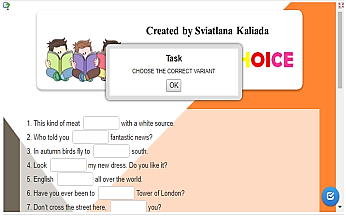 Created by Sviatlana Kaliada
Task
CHOOSE THE CORRECT VARIANT
OK
HOICE
1. This kind of meat with a white source.
2. Who told you fantastic news?
3. In autumn birds fly to south.
4. Look my new dress. Do you like it?
5. English all over the world.
6. Have you ever been to Tower of London?
7. Don't cross the street here, you?